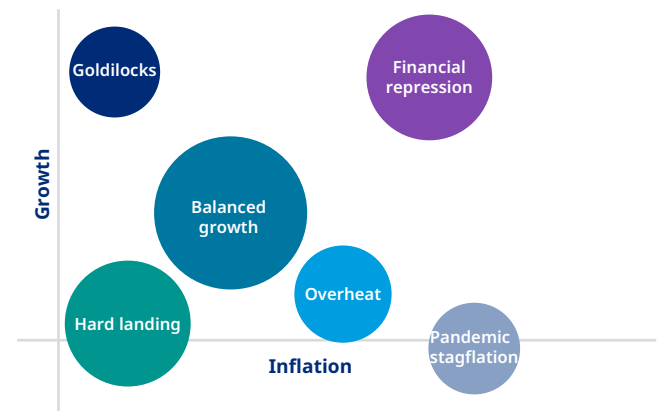 Goldilocks
Financial
repression
Growth
Balanced
growth
Overheat
Hard landing
Pandemic
stagflation
Inflation